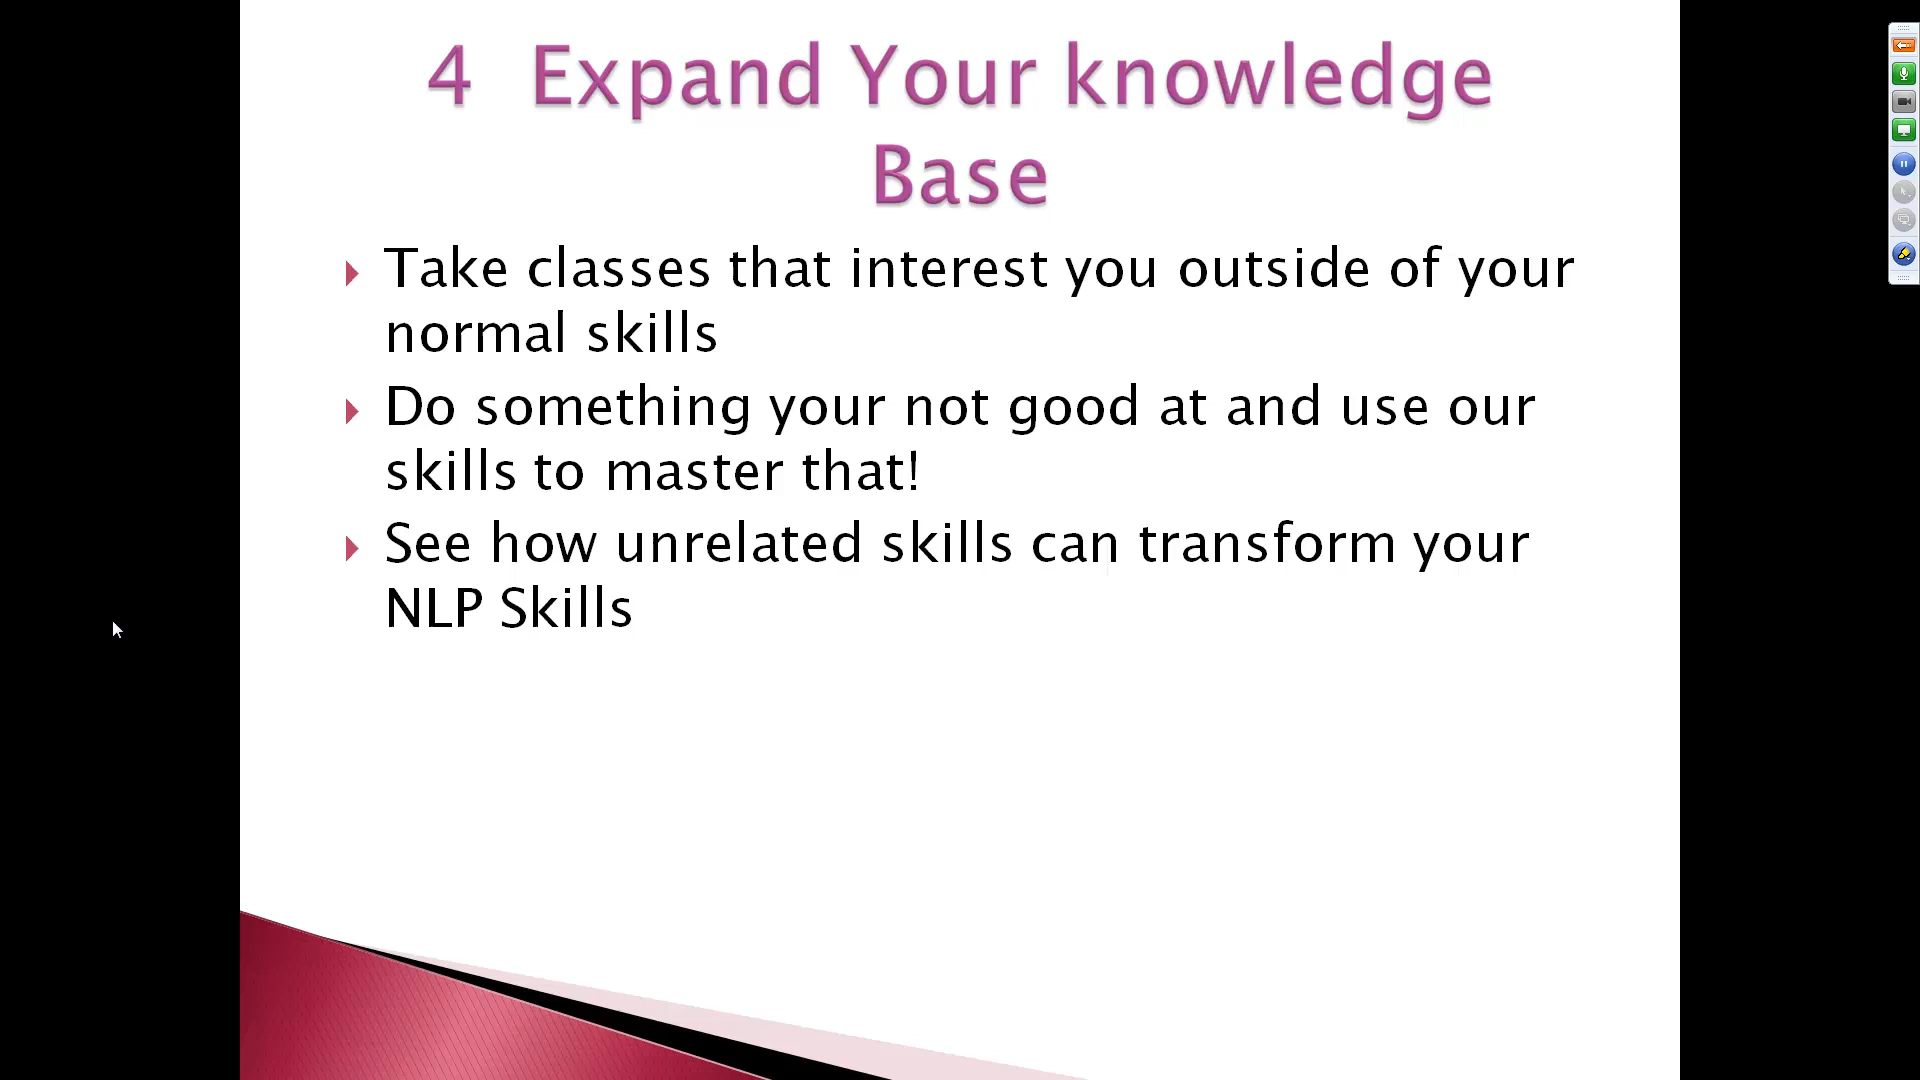 4 Expand Your knowledge
Base
Take classes that interest you outside of your
normal skills
Do something your not good at and use our
skills to master that!
See how unrelated skills can transform your
NLP Skills